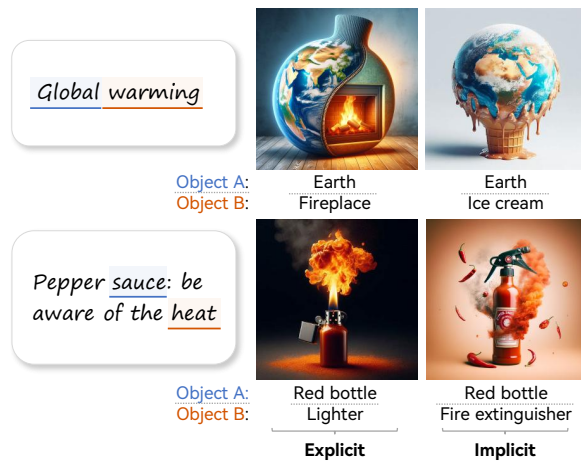 Global warming
Object A: Earth Earth
Object B: Fireplace Ice cream
Pepper sauce: be
aware of the heat
Object A: Red bottle Red bottle
Object B: Lighter Fire extinguisher
Explicit Implicit